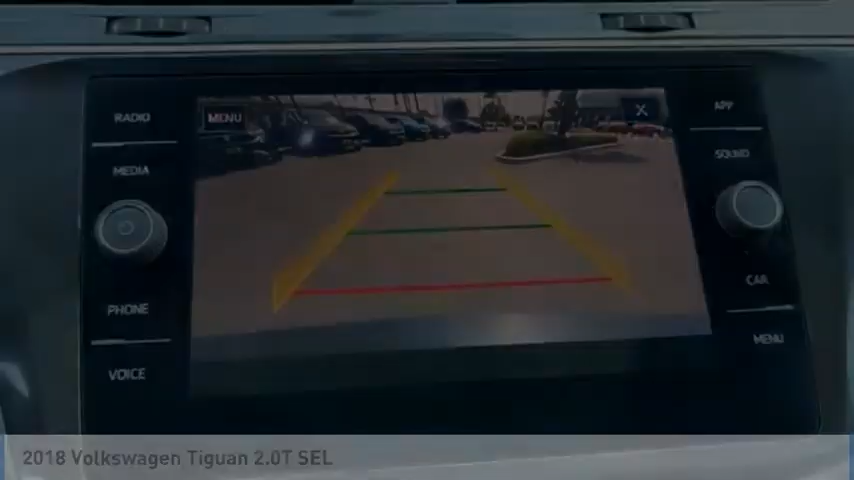 RADIO
MEDIA
PHONE
VOICE
MENU
X
APP
SOUND
CAR
MENU
2018 Volkswagen Tiguan 2.0T SEL